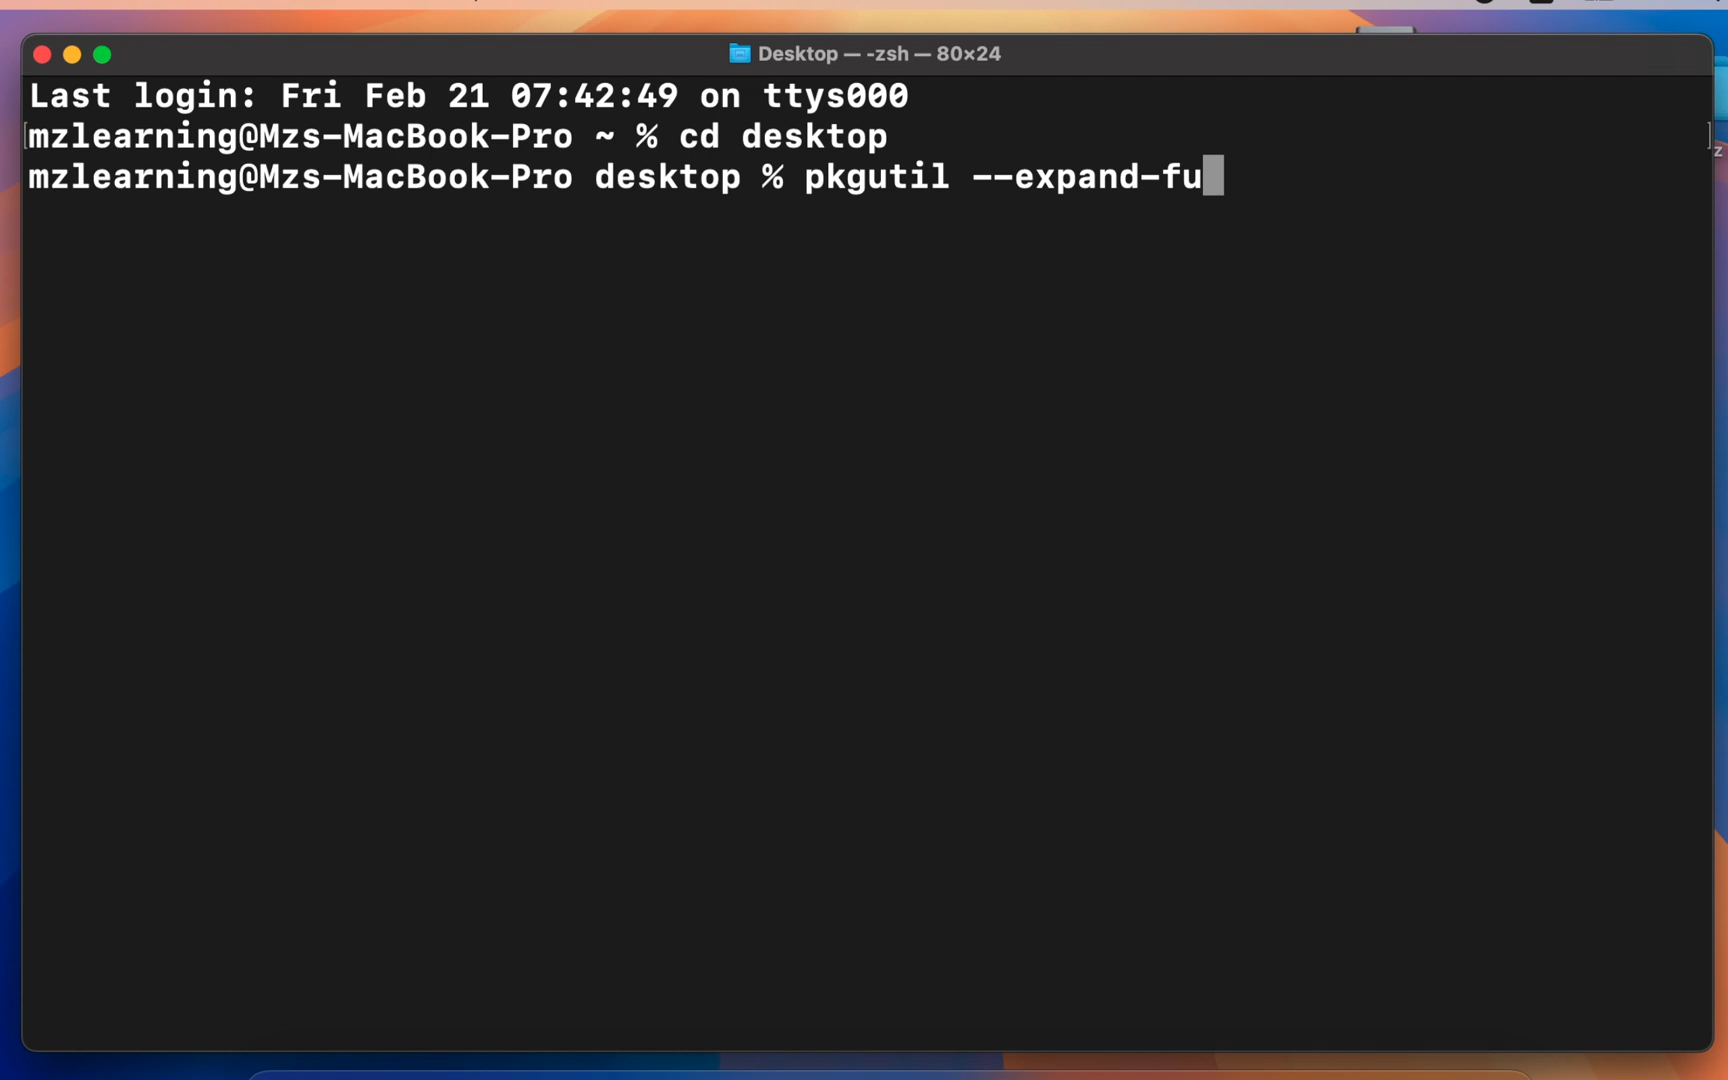 Desktop — -zsh — 80×24
Last login: Fri Feb 21 07:42:49 on ttys000
mzlearning@Mzs-MacBook-Pro ~ % cd desktop
mzlearning@Mzs-MacBook-Pro desktop % pkgutil --expand-fu
z